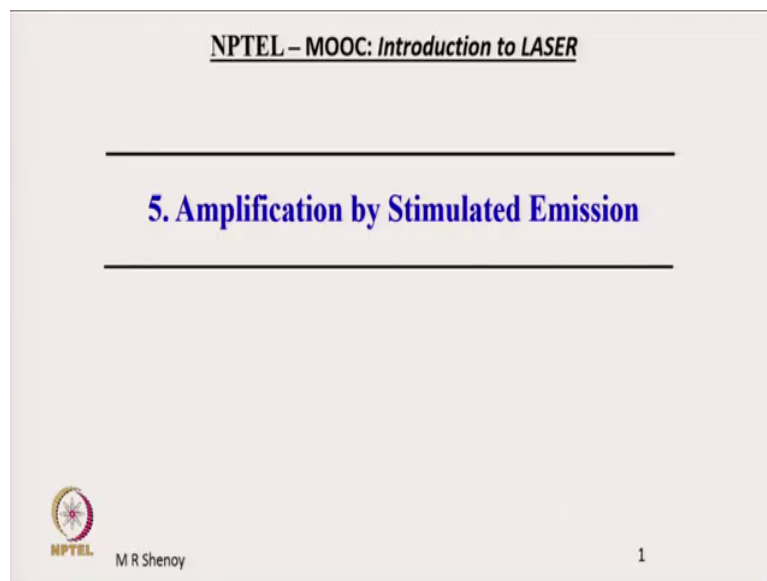 NPTEL – MOOC: Introduction to LASER
5. Amplification by Stimulated Emission
NPTEL
M R Shenoy
1